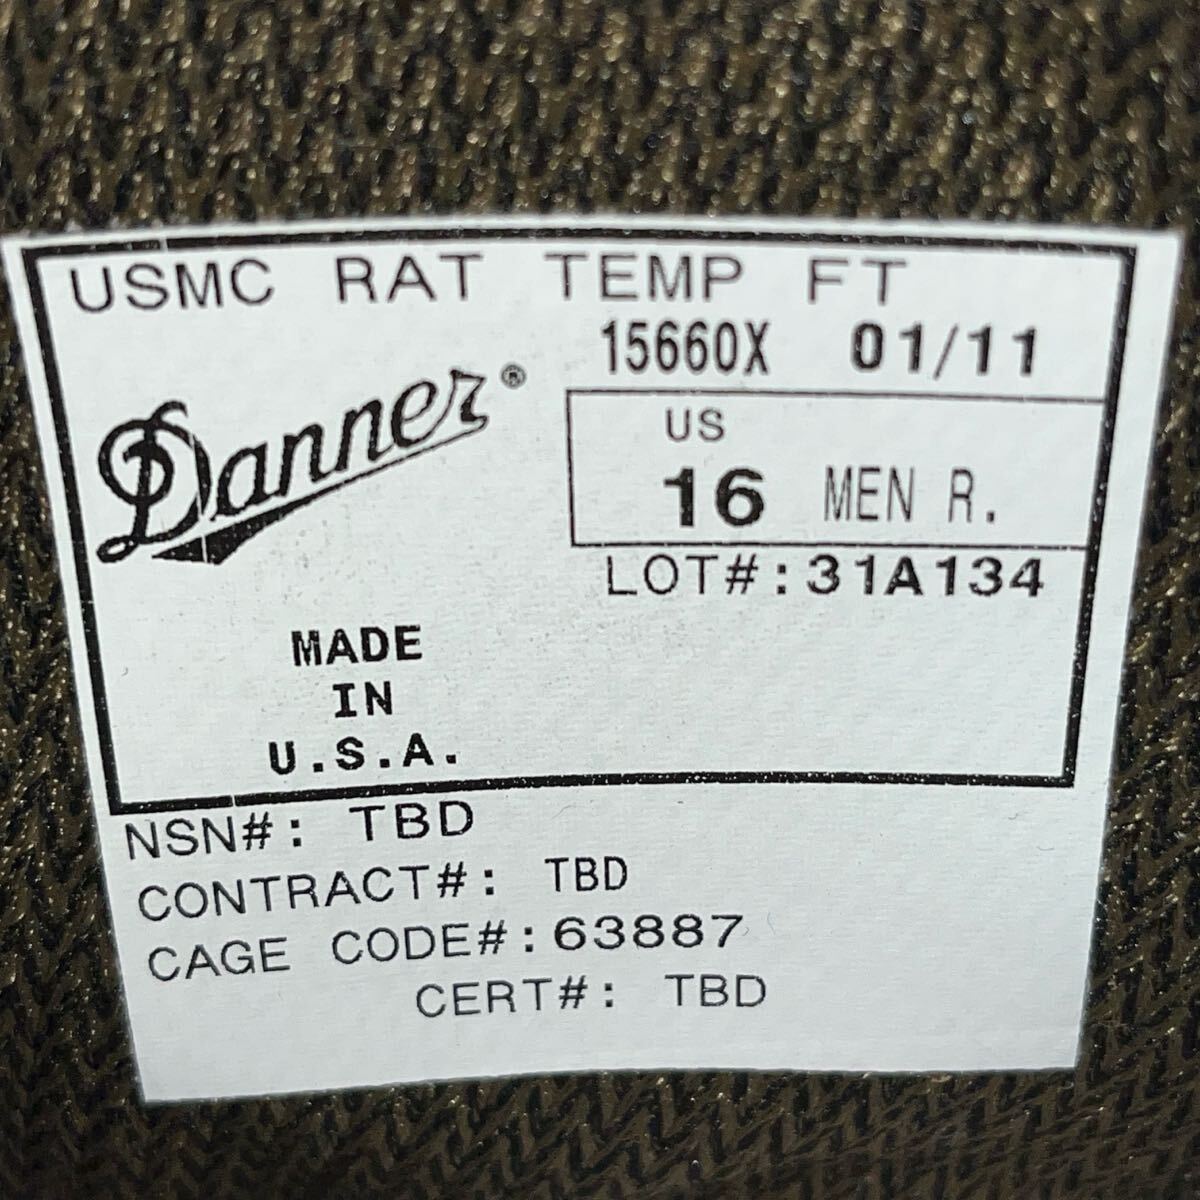 USMC RAT TEMP FT
15660X 01/11
Danner®
US
16 MEN R.
LOT#:31A134
MADE
IN
U.S.A.
NSN#: TBD
CONTRACT#: TBD
CAGE CODE#:63887
CERT#: TBD